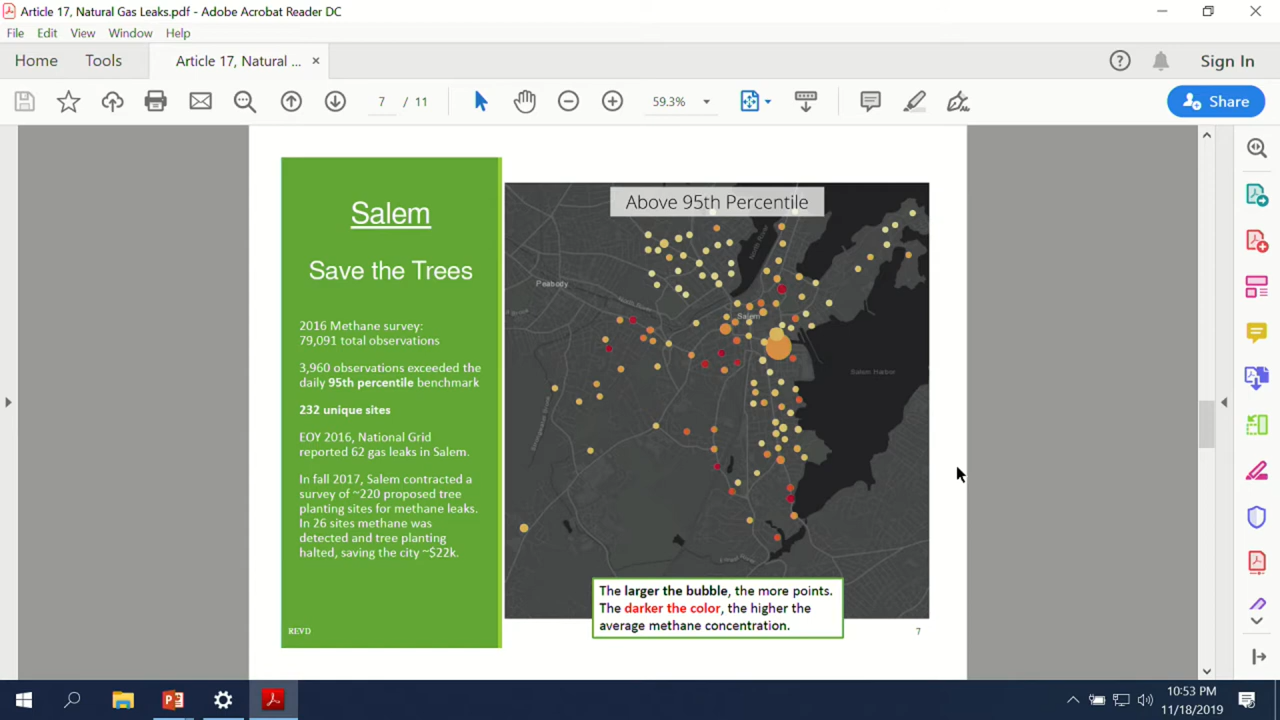 Article 17, Natural Gas Leaks.pdf - Adobe Acrobat Reader DC
File Edit View Window Help
Home Tools Article 17, Natural ... × Sign In
7 / 11 59.3% Share
Salem
Save the Trees
2016 Methane survey:
79,091 total observations
3,960 observations exceeded the
daily 95th percentile benchmark
232 unique sites
EOY 2016, National Grid
reported 62 gas leaks in Salem.
In fall 2017, Salem contracted a
survey of ~220 proposed tree
planting sites for methane leaks.
In 26 sites methane was
detected and tree planting
halted, saving the city ~$22k.
REVD
Above 95th Percentile
Peabody
North River
Salem
Salem Harbor
The larger the bubble, the more points.
The darker the color, the higher the
average methane concentration.
7
10:53 PM
11/18/2019